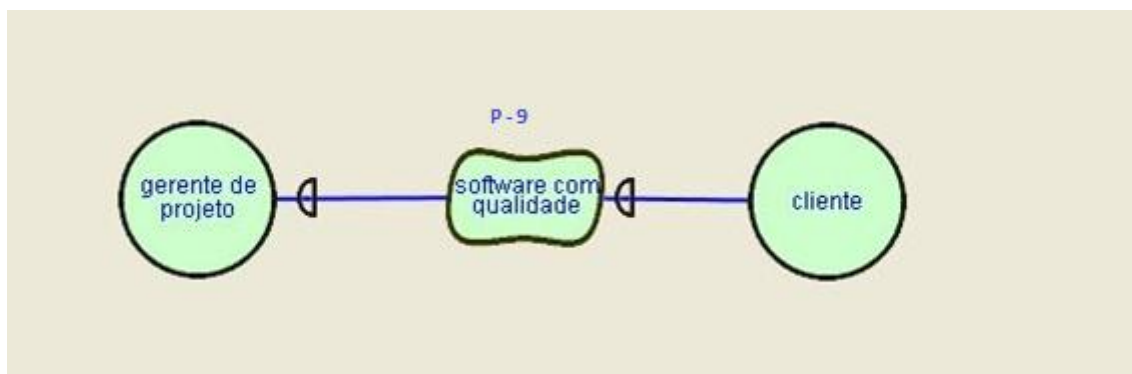 P-9
gerente de
projeto
software com
qualidade
cliente